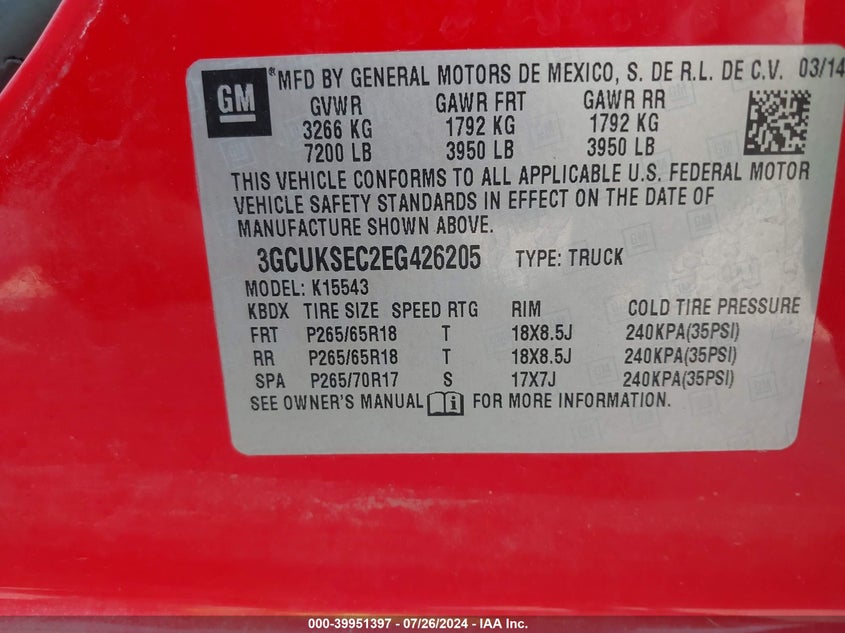 GM ® MFD BY GENERAL MOTORS DE MEXICO, S. DE R.L. DE C.V. 03/14
GVWR GAWR FRT GAWR RR
3266 KG 1792 KG 1792 KG
7200 LB 3950 LB 3950 LB
THIS VEHICLE CONFORMS TO ALL APPLICABLE U.S. FEDERAL MOTOR
VEHICLE SAFETY STANDARDS IN EFFECT ON THE DATE OF
MANUFACTURE SHOWN ABOVE.
3GCUKSEC2EG426205 TYPE: TRUCK
MODEL: K15543
KBDX TIRE SIZE SPEED RTG RIM COLD TIRE PRESSURE
FRT P265/65R18 T 18X8.5J 240KPA(35PSI)
RR P265/65R18 T 18X8.5J 240KPA(35PSI)
SPA P265/70R17 S 17X7J 240KPA(35PSI)
SEE OWNER'S MANUAL FOR MORE INFORMATION.
000-39951397 - 07/26/2024 - IAA Inc.